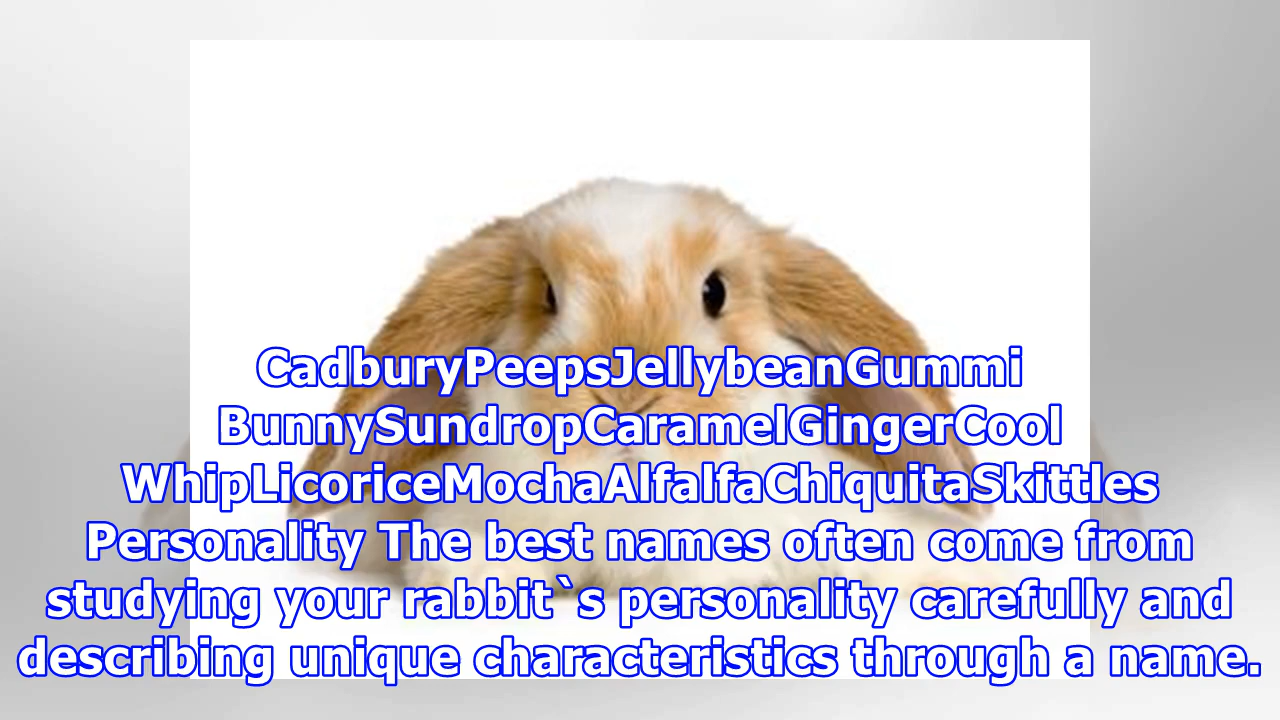 CadburyPeepsJellybeanGummi
BunnySundropCaramelGingerCool
WhipLicoriceMochaAlfalfaChiquitaSkittles
Personality The best names often come from
studying your rabbit`s personality carefully and
describing unique characteristics through a name.